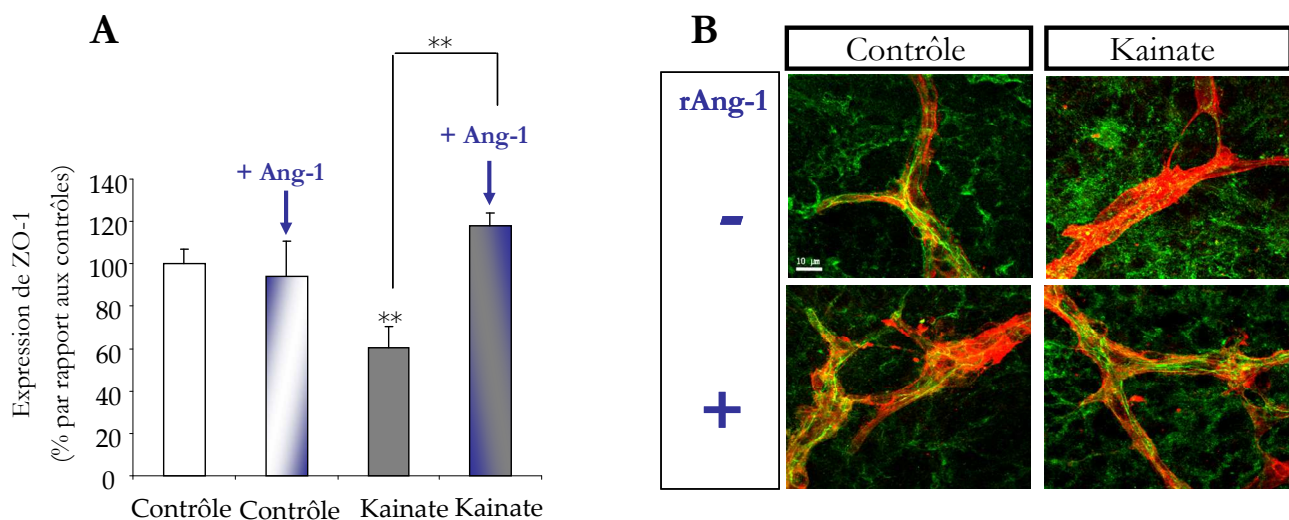 A
**
+ Ang-1
+ Ang-1
Expression de ZO-1
(% par rapport aux contrôles)
140
120
100
80
60
40
20
0
**
Contrôle
Contrôle
Kainate
Kainate
B
Contrôle
Kainate
rAng-1
-
+
10 µm